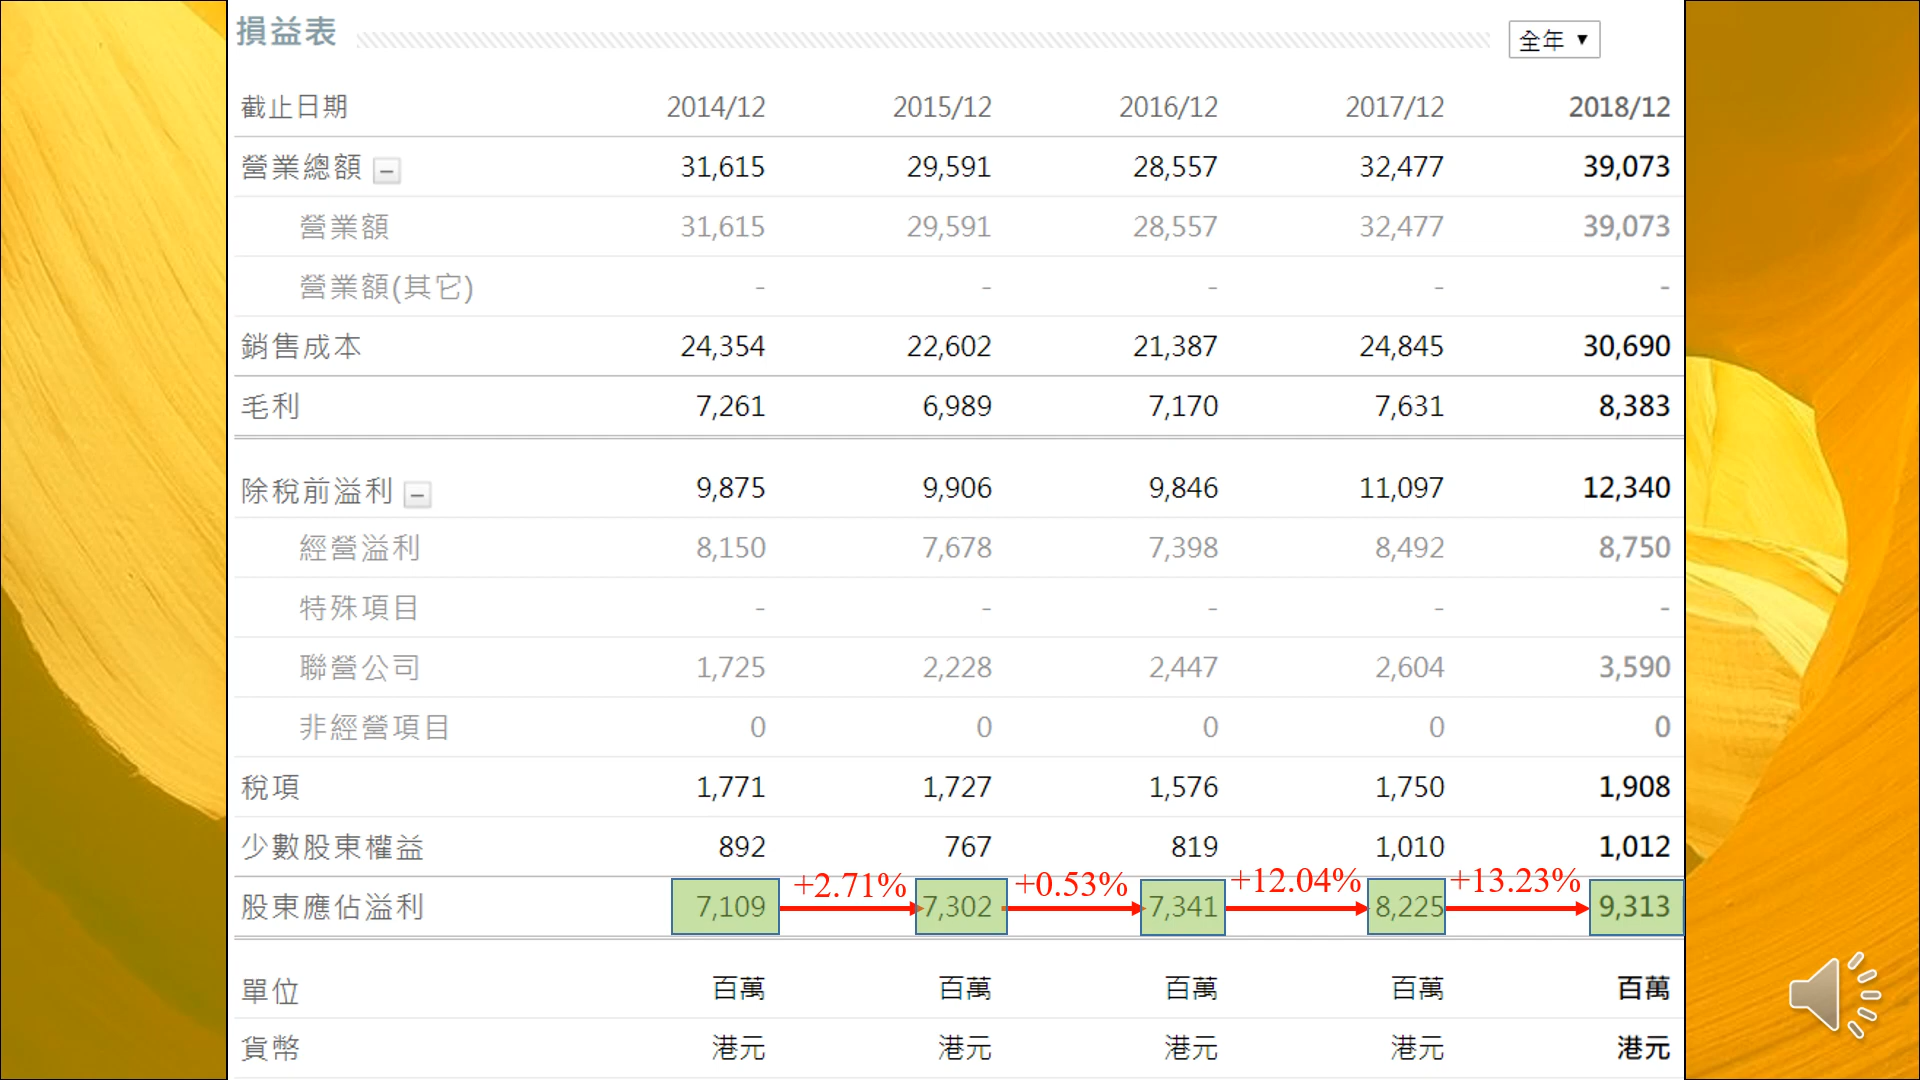 損益表 全年 ▼
截止日期 2014/12 2015/12 2016/12 2017/12 2018/12
營業總額 31,615 29,591 28,557 32,477 39,073
營業額 31,615 29,591 28,557 32,477 39,073
營業額(其它) - - - - -
銷售成本 24,354 22,602 21,387 24,845 30,690
毛利 7,261 6,989 7,170 7,631 8,383
除稅前溢利 9,875 9,906 9,846 11,097 12,340
經營溢利 8,150 7,678 7,398 8,492 8,750
特殊項目 - - - - -
聯營公司 1,725 2,228 2,447 2,604 3,590
非經營項目 0 0 0 0 0
稅項 1,771 1,727 1,576 1,750 1,908
少數股東權益 892 767 819 1,010 1,012
+2.71% +0.53% +12.04% +13.23%
股東應佔溢利 7,109 7,302 7,341 8,225 9,313
單位 百萬 百萬 百萬 百萬 百萬
貨幣 港元 港元 港元 港元 港元